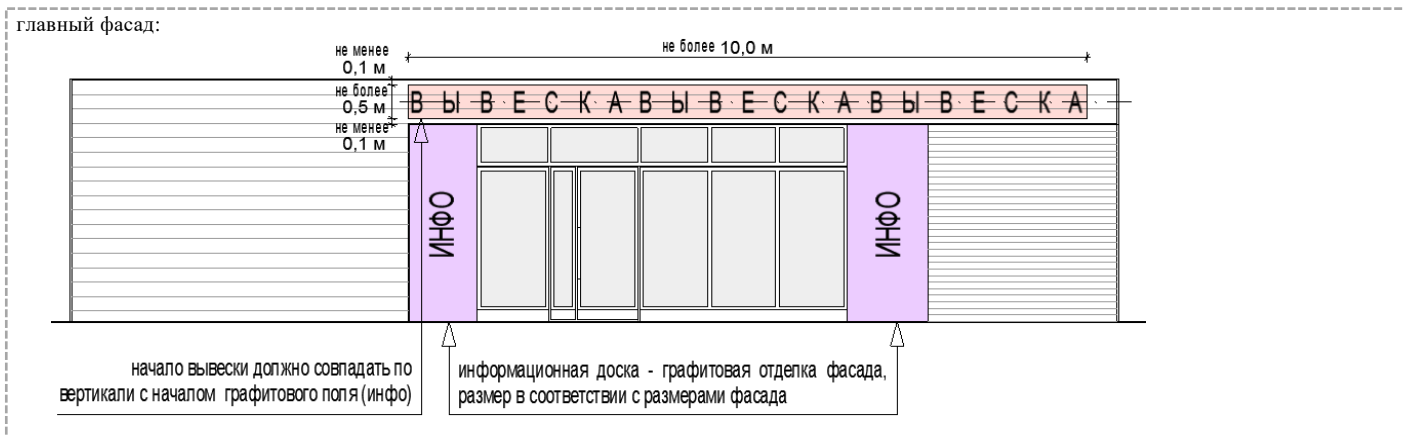 главный фасад:
не менее
0,1 м
не более 10,0 м
не более
0,5 м
ВЫВЕСКАВЫВЕСКАВЫВЕСКА
не менее
0,1 м
ИНФО
ИНФО
начало вывески должно совпадать по
вертикали с началом графитового поля (инфо)
информационная доска - графитовая отделка фасада,
размер в соответствии с размерами фасада